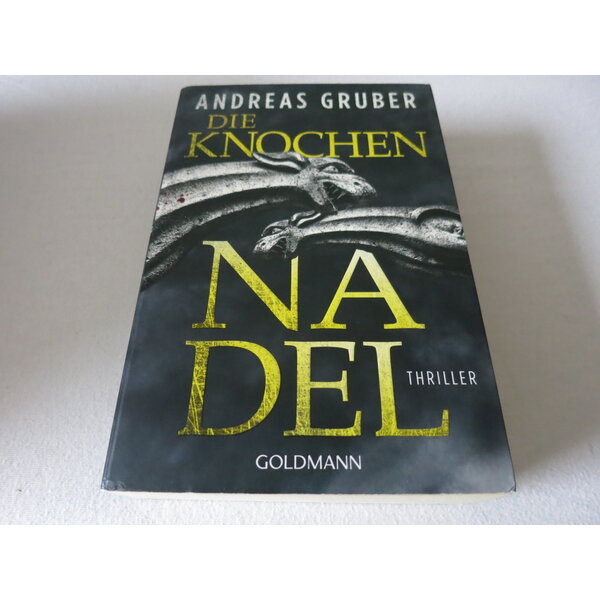 ANDREAS GRUBER
DIE
KNOCHEN
NA
DEL
THRILLER
GOLDMANN